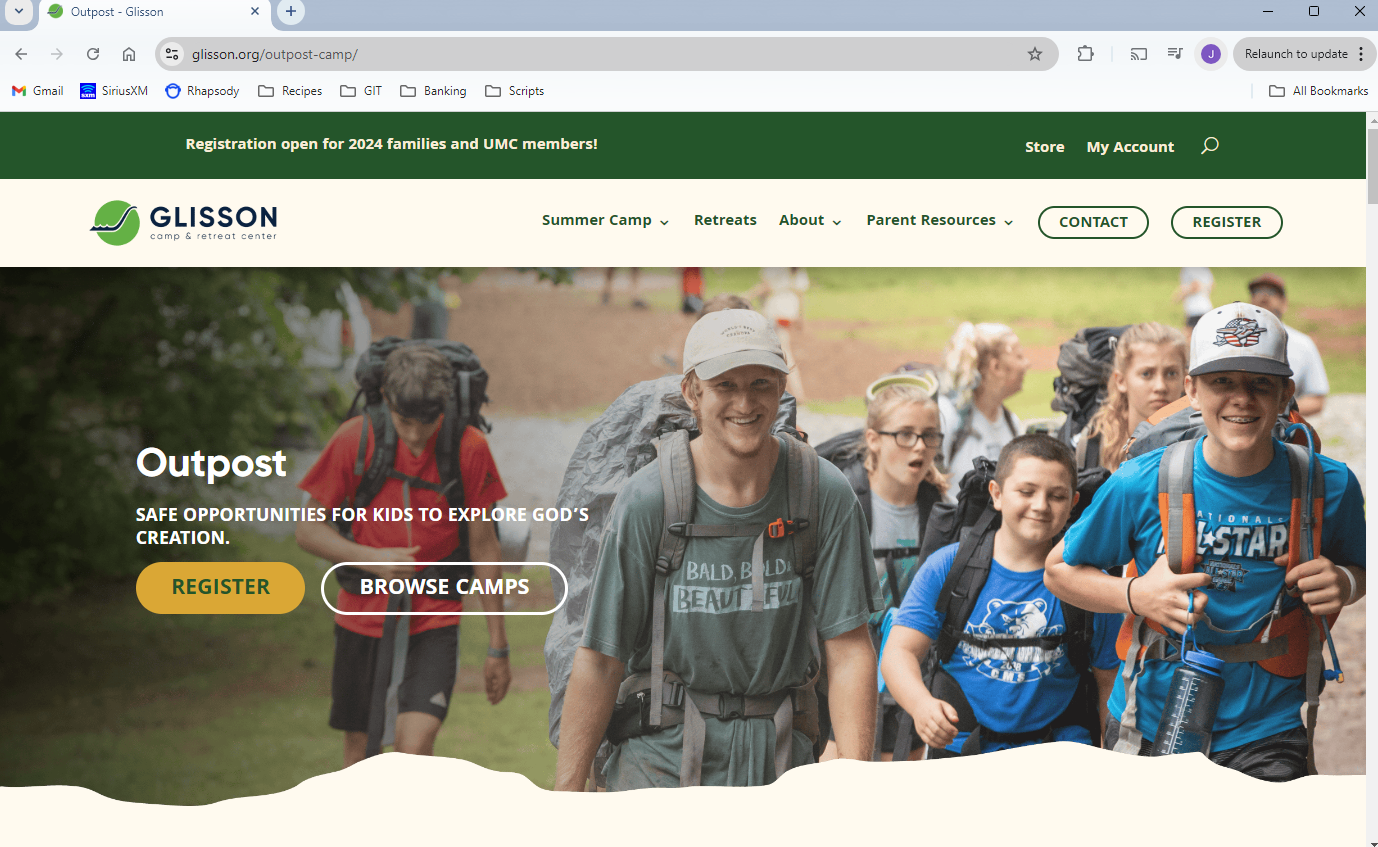 Outpost - Glisson
glisson.org/outpost-camp/
J
Relaunch to update
Gmail
SiriusXM
Rhapsody
Recipes
GIT
Banking
Scripts
All Bookmarks
Registration open for 2024 families and UMC members!
Store
My Account
GLISSON
camp & retreat center
Summer Camp
Retreats
About
Parent Resources
CONTACT
REGISTER
Outpost
SAFE OPPORTUNITIES FOR KIDS TO EXPLORE GOD'S
CREATION.
REGISTER
BROWSE CAMPS
BALD, BOLD,
BEAUTIFUL
NATIONAL
ALL★STAR
2018